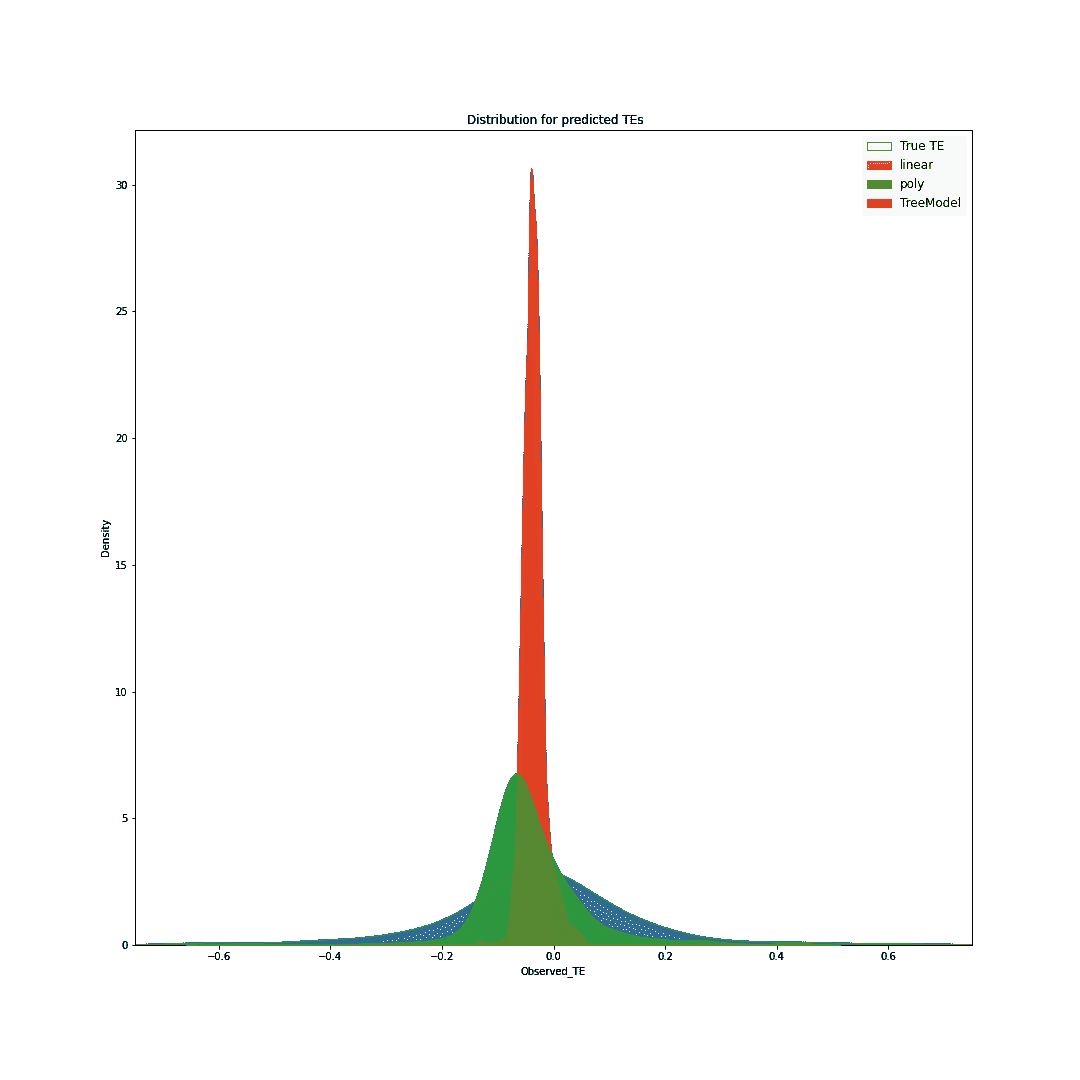 Distribution for predicted TEs
True TE
linear
poly
TreeModel
30
25
20
15
10
5
0
Density
−0.6 −0.4 −0.2 0.0 0.2 0.4 0.6
Observed_TE